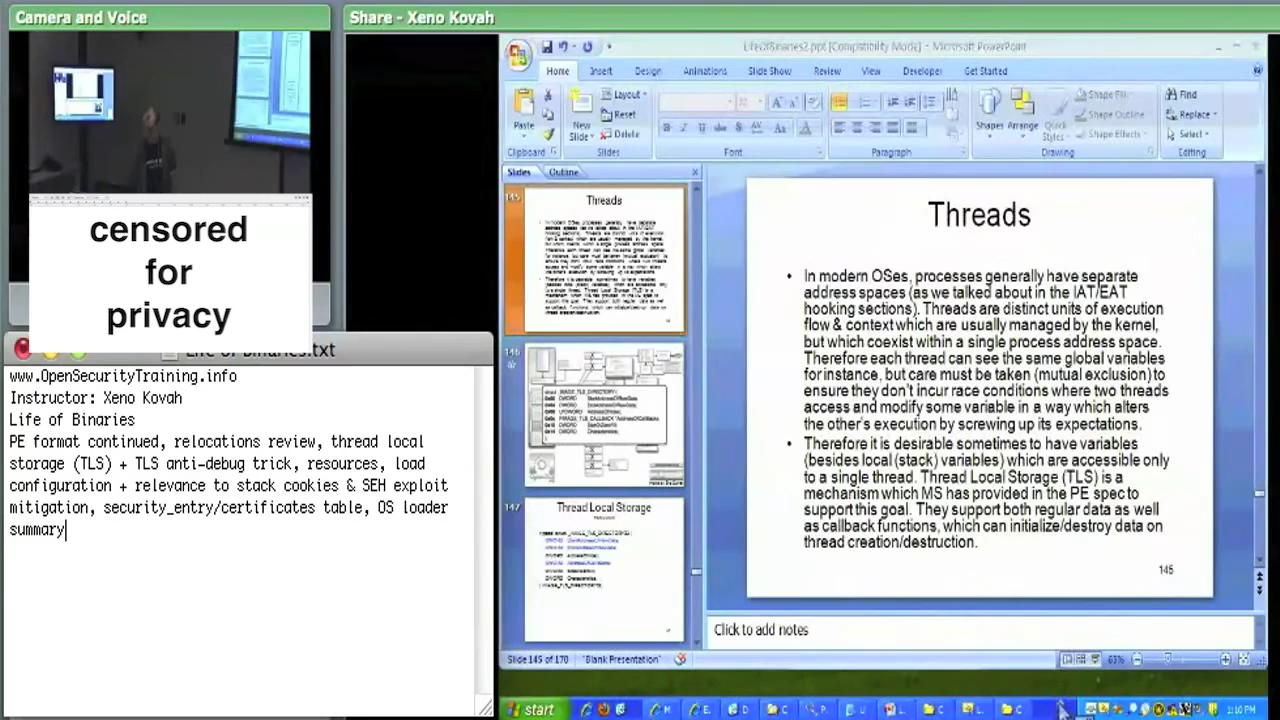 Camera and Voice
Share - Xeno Kovah
LifeOfBinaries2.ppt [Compatibility Mode] - Microsoft PowerPoint
Home Insert Design Animations Slide Show Review View Developer Get Started
Paste
Clipboard
New
Slide
Layout
Reset
Delete
Slides
Font
Paragraph
Shapes Arrange Quick
Styles
Shape Fill
Shape Outline
Shape Effects
Drawing
Find
Replace
Select
Editing
censored
for
privacy
Life of Binaries.txt
www.OpenSecurityTraining.info
Instructor: Xeno Kovah
Life of Binaries
PE format continued, relocations review, thread local
storage (TLS) + TLS anti-debug trick, resources, load
configuration + relevance to stack cookies & SEH exploit
mitigation, security_entry/certificates table, OS loader
summary
Slides Outline
145
Threads
146
147
Thread Local Storage
Threads
• In modern OSes, processes generally have separate
address spaces (as we talked about in the IAT/EAT
hooking sections). Threads are distinct units of execution
flow & context which are usually managed by the kernel,
but which coexist within a single process address space.
Therefore each thread can see the same global variables
for instance, but care must be taken (mutual exclusion) to
ensure they don't incur race conditions where two threads
access and modify some variable in a way which alters
the other's execution by screwing up its expectations.
• Therefore it is desirable sometimes to have variables
(besides local (stack) variables) which are accessible only
to a single thread. Thread Local Storage (TLS) is a
mechanism which MS has provided in the PE spec to
support this goal. They support both regular data as well
as callback functions, which can initialize/destroy data on
thread creation/destruction.
145
Click to add notes
Slide 145 of 170 "Blank Presentation" 63%
start
1:10 PM